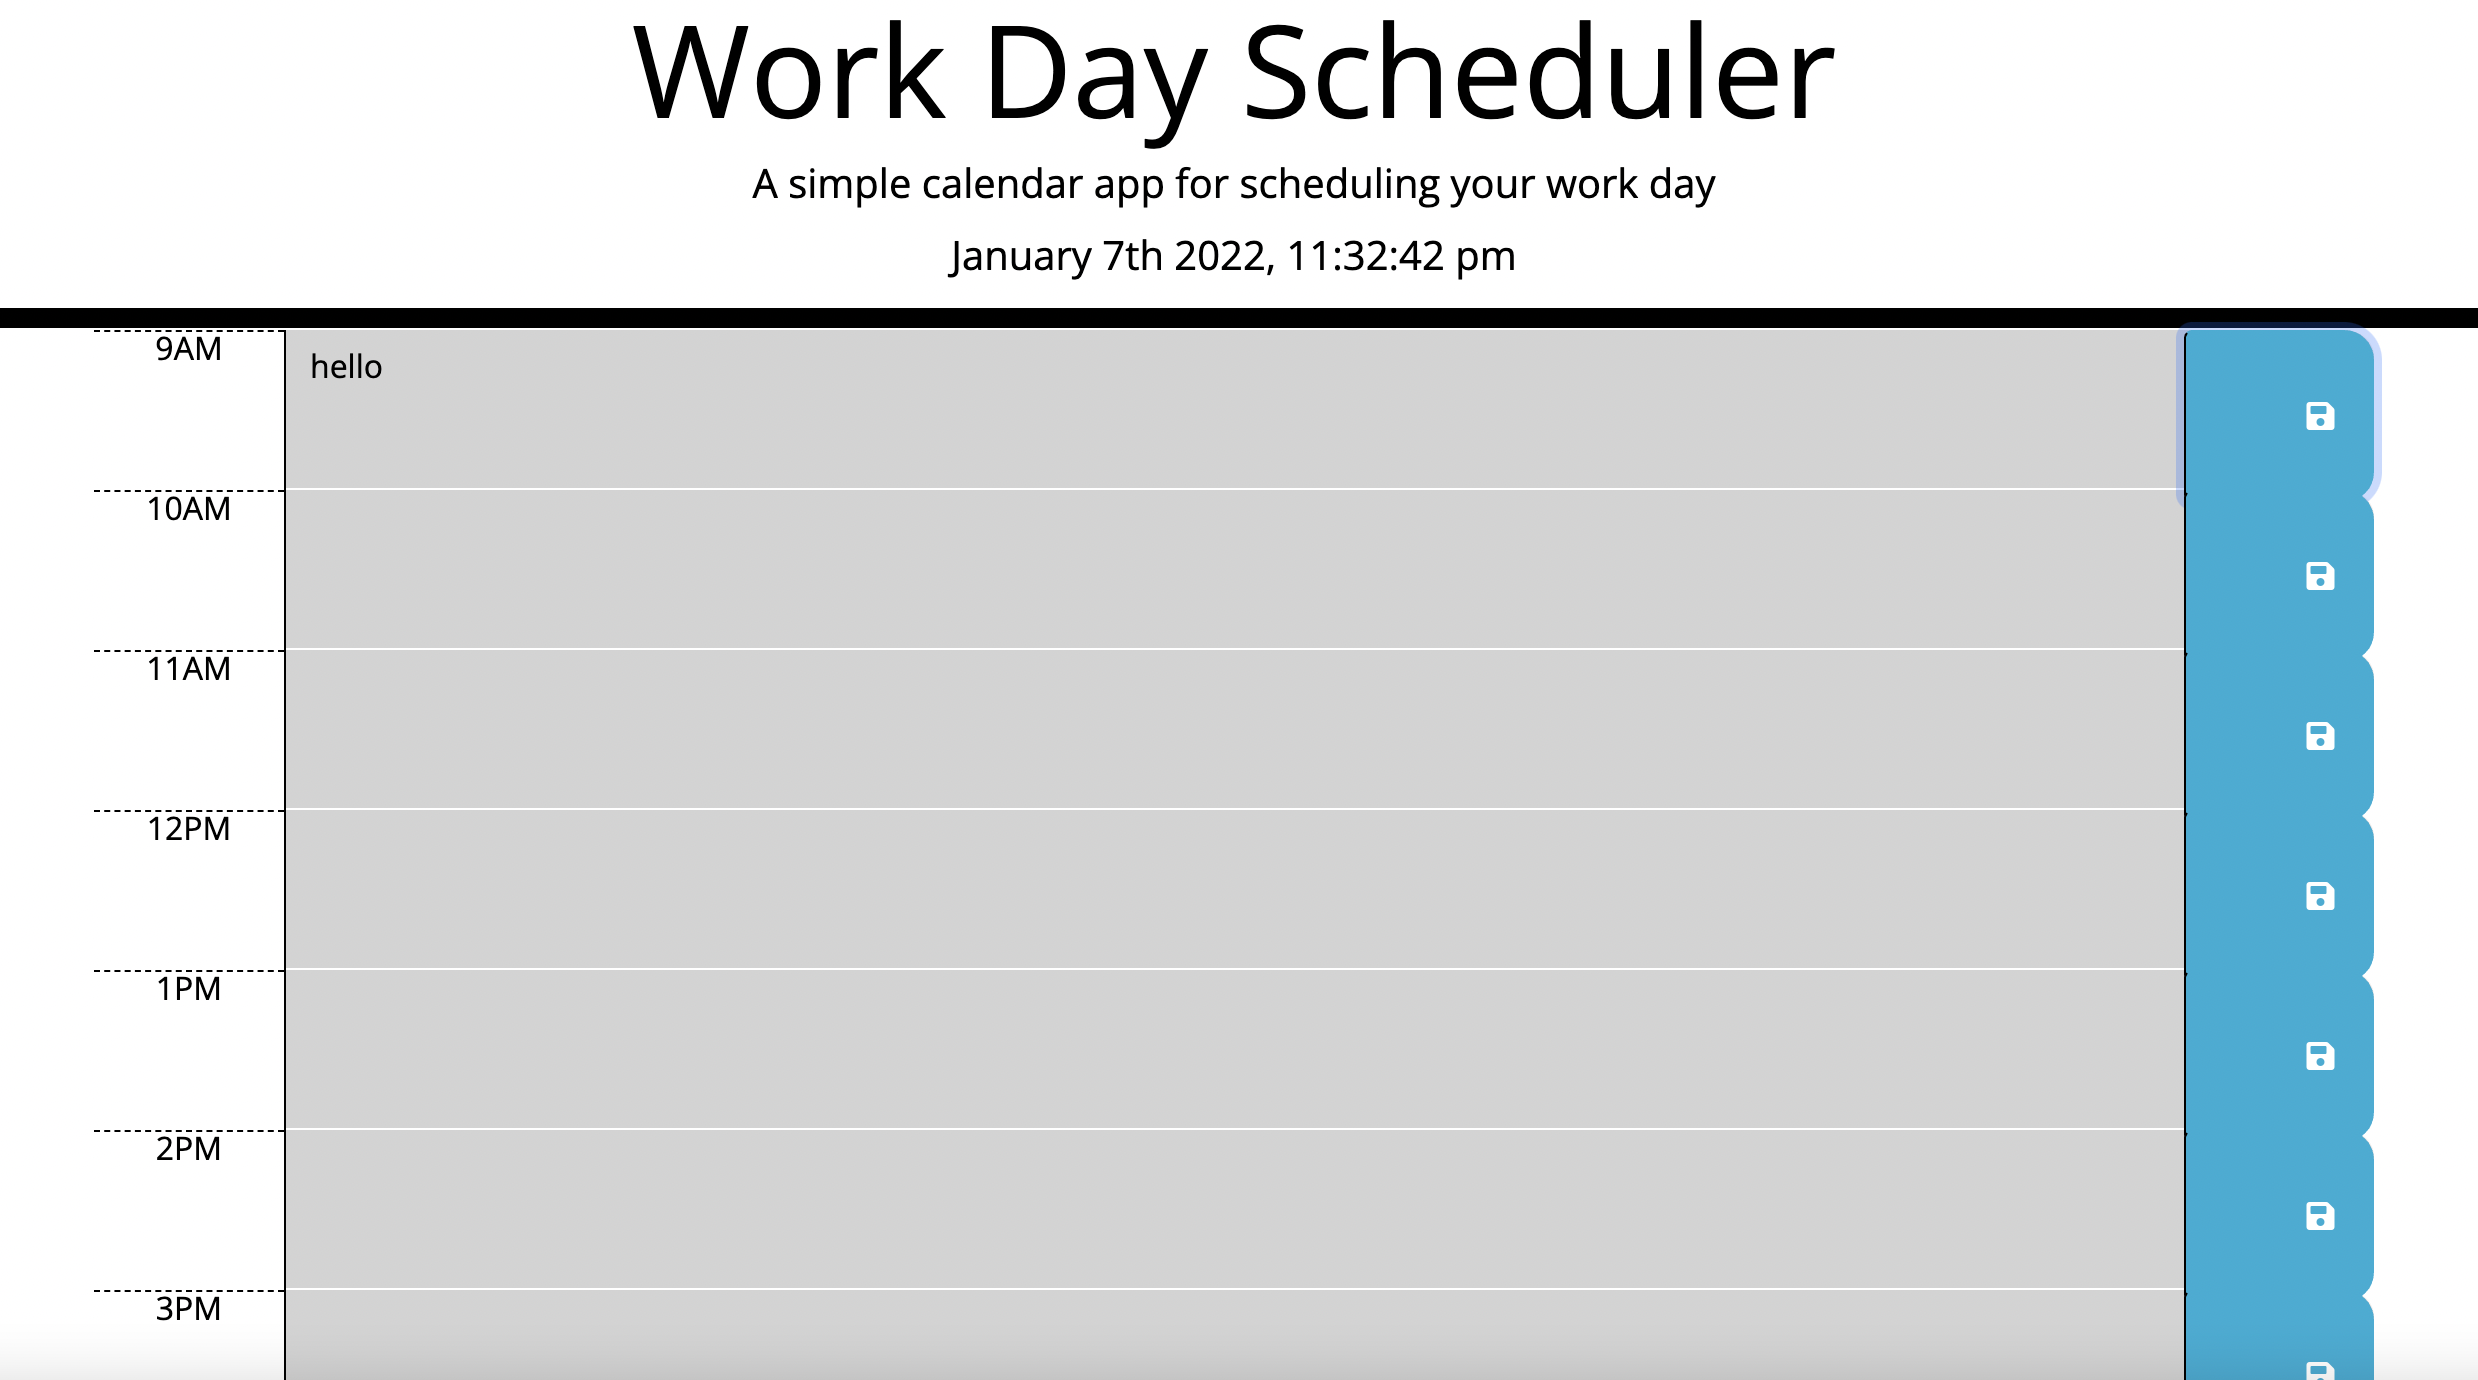 Work Day Scheduler
A simple calendar app for scheduling your work day
January 7th 2022, 11:32:42 pm
9AM
hello
10AM
11AM
12PM
1PM
2PM
3PM